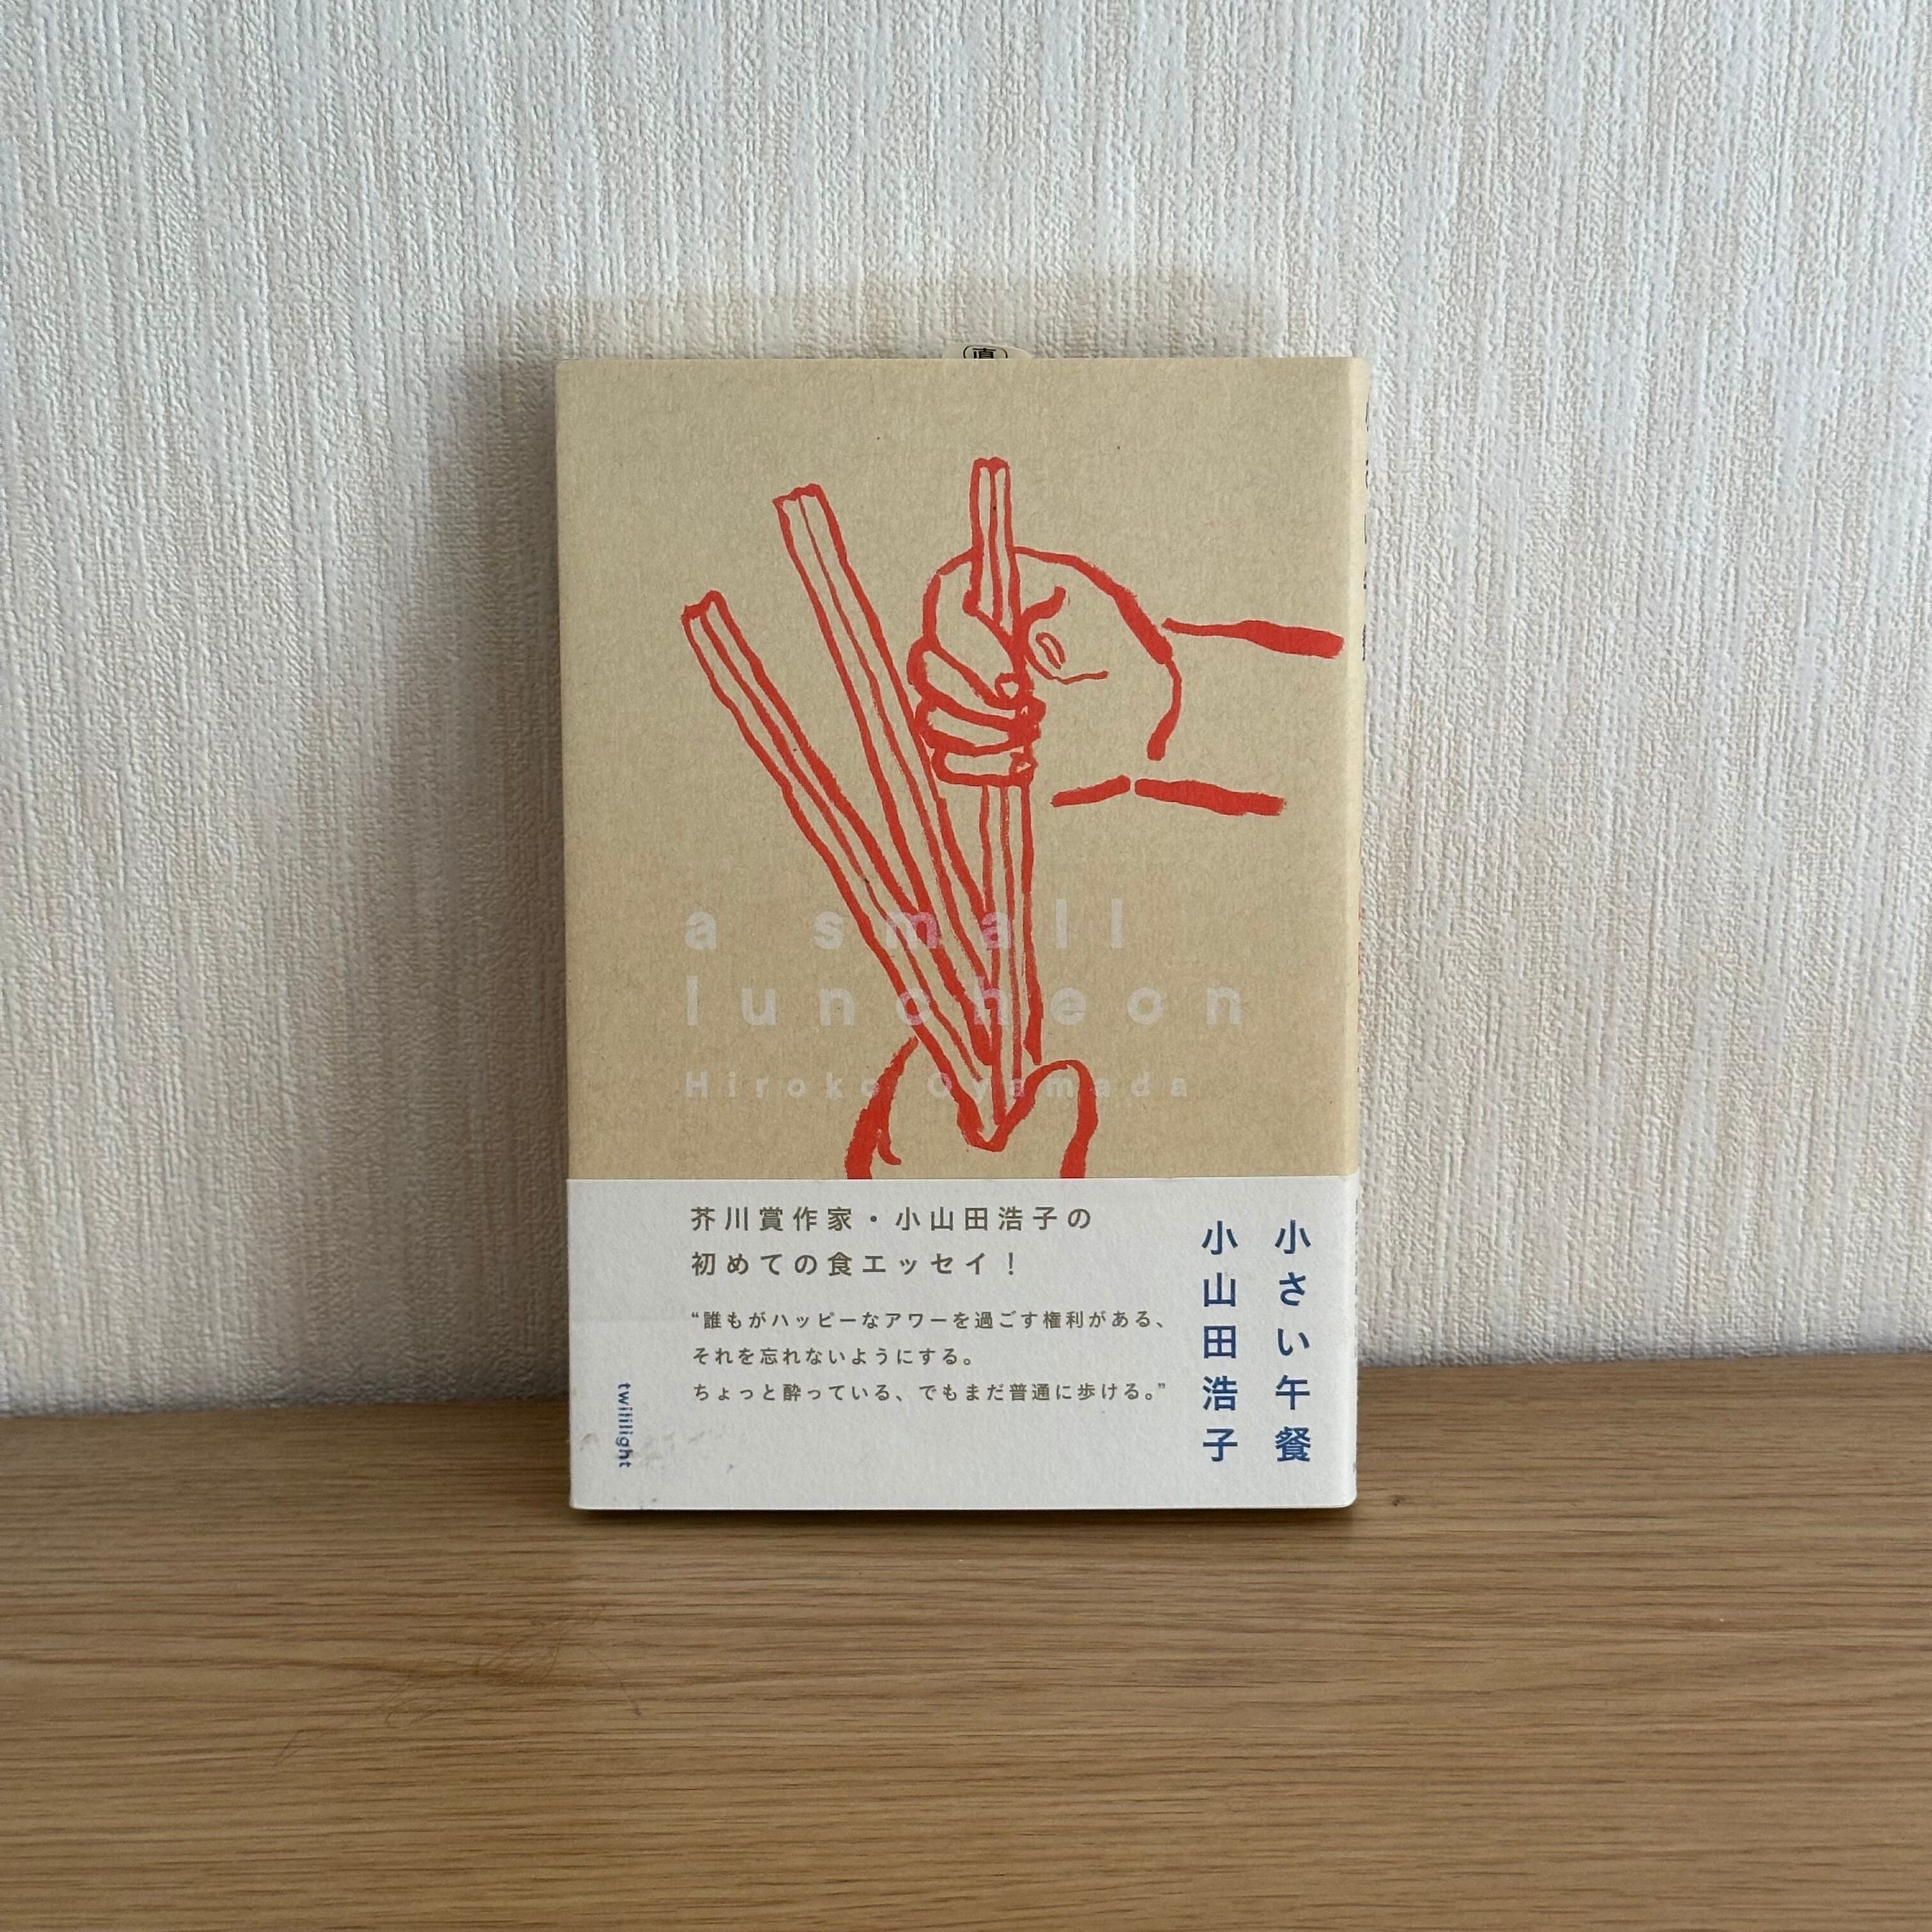 直
a small
luncheon
Hiroko Oyamada
芥川賞作家・小山田浩子の
初めての食エッセイ！
“誰もがハッピーなアワーを過ごす権利がある、
それを忘れないようにする。
ちょっと酔っている、でもまだ普通に歩ける。”
小さい午餐
小山田浩子
twililight